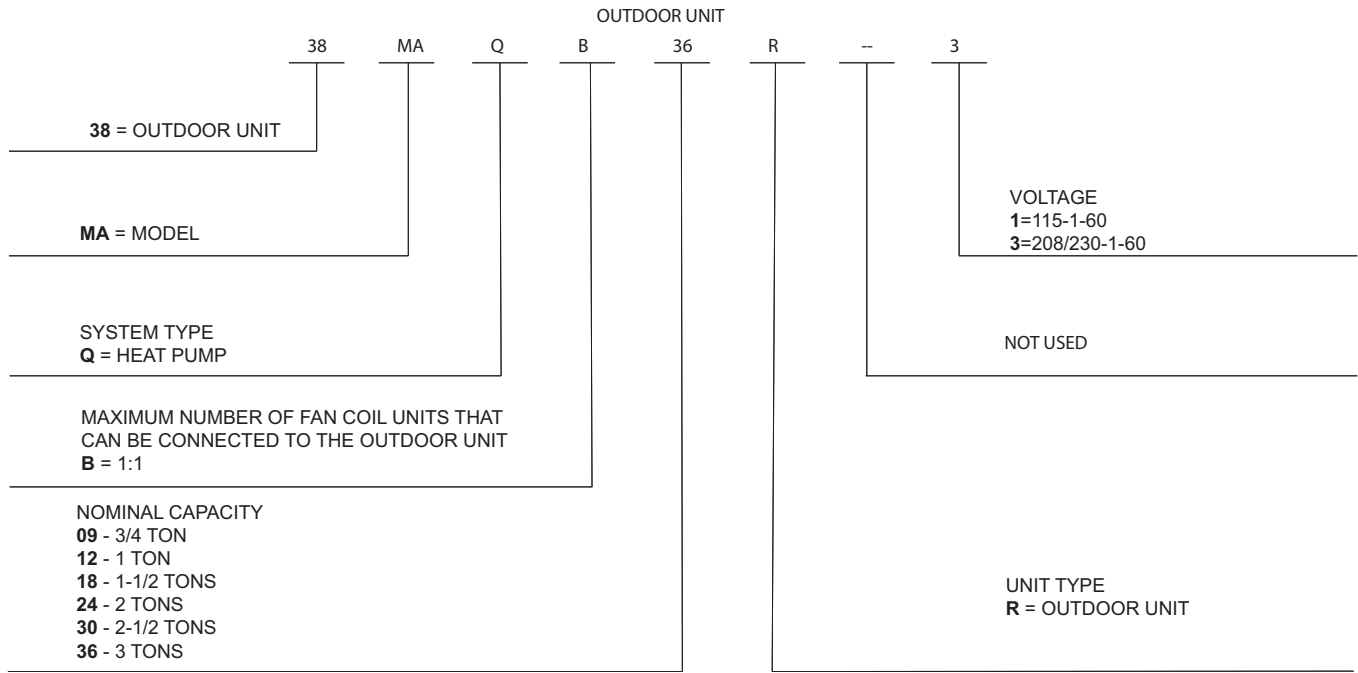 OUTDOOR UNIT
38 MA Q B 36 R -- 3
38 = OUTDOOR UNIT
MA = MODEL
SYSTEM TYPE
Q = HEAT PUMP
MAXIMUM NUMBER OF FAN COIL UNITS THAT
CAN BE CONNECTED TO THE OUTDOOR UNIT
B = 1:1
NOMINAL CAPACITY
09 - 3/4 TON
12 - 1 TON
18 - 1-1/2 TONS
24 - 2 TONS
30 - 2-1/2 TONS
36 - 3 TONS
VOLTAGE
1=115-1-60
3=208/230-1-60
NOT USED
UNIT TYPE
R = OUTDOOR UNIT